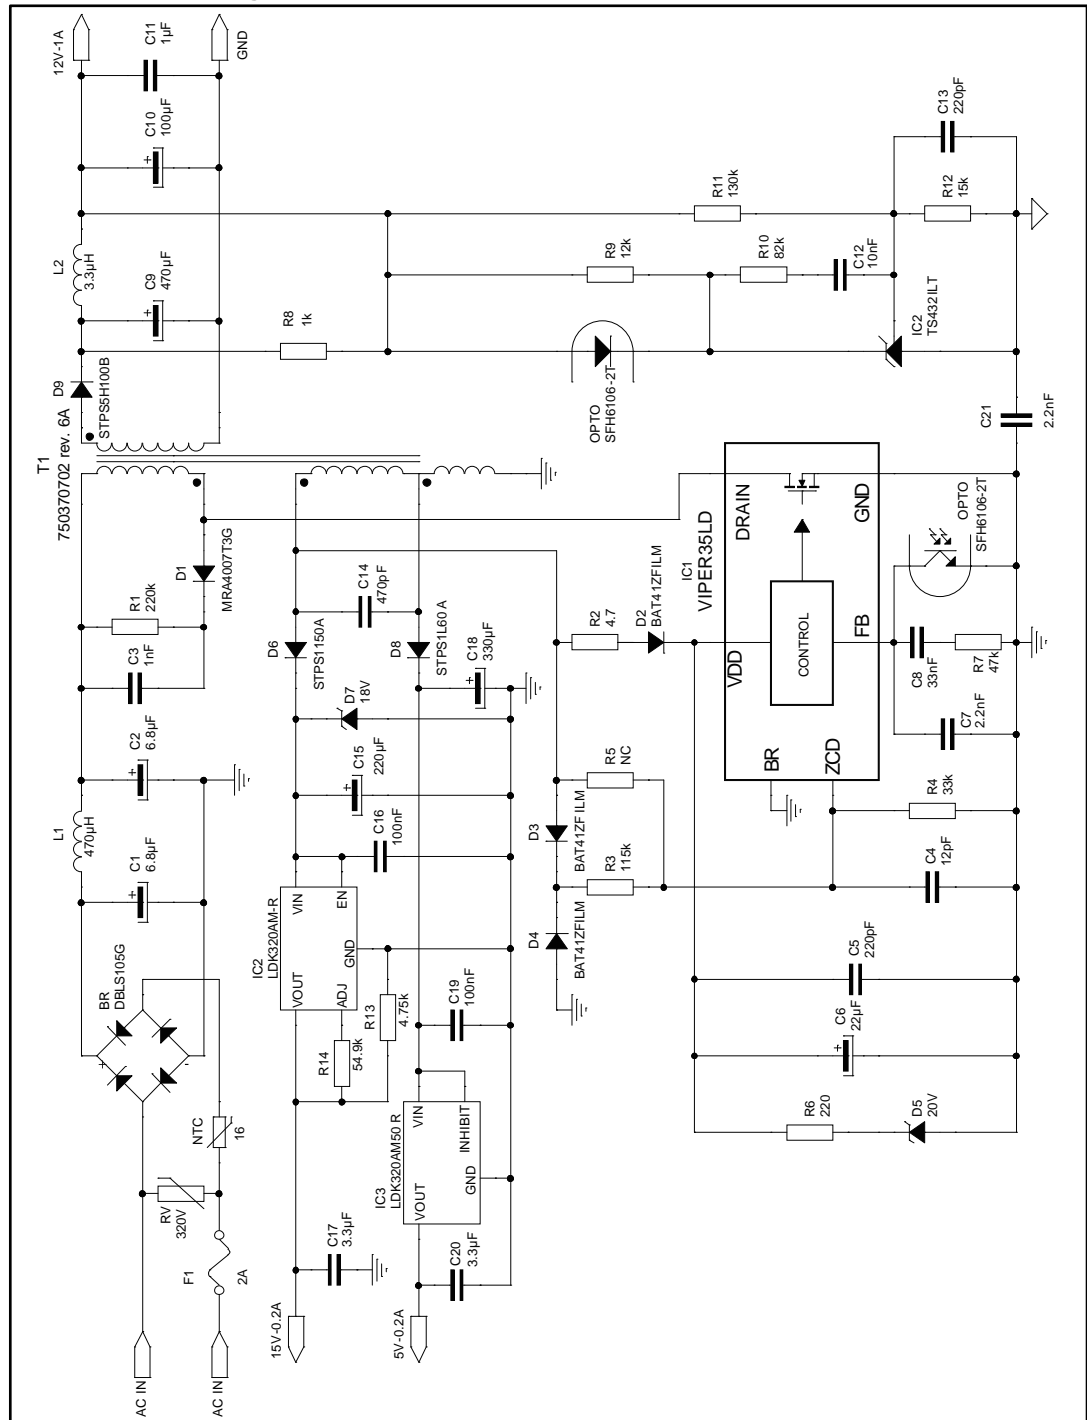 12V-1A
C11
1µF
GND
C10
100µF
C13
220pF
R11
130k
R12
15k
L2
3.3µH
C9
470µF
R9
12k
R10
82k
C12
10nF
R8
1k
IC2
TS432ILT
D9
STPS5H100B
OPTO
SFH6106-2T
C21
2.2nF
T1
750370702 rev. 6A
DRAIN
GND
IC1
VIPER35LD
OPTO
SFH6106-2T
D1
MRA4007T3G
R1
220k
C14
470pF
CONTROL
FB
VDD
BR
ZCD
D6
STPS1150A
D8
STPS1L60 A
R2
4.7
D2
BAT41ZFILM
C3
1nF
C18
330µF
C8
33nF
R7
47k
D7
18V
C7
2.2nF
C2
6.8µF
C15
220µF
R5
NC
R4
33k
L1
470µH
C16
100nF
D3
BAT41ZF ILM
R3
115k
C4
12pF
C1
6.8µF
IC2
LDK320AM-R
VIN
EN
GND
VOUT
ADJ
D4
BAT41ZFILM
C5
220pF
BR
DBLS105G
+
-
R13
4.75k
C19
100nF
C6
22µF
R14
54.9k
NTC
16
R6
220
D5
20V
IC3
LDK320AM50 R
VIN
INHIBIT
VOUT
GND
RV
320V
F1
2A
C17
3.3µF
C20
3.3µF
15V-0.2A
5V-0.2A
AC IN
AC IN